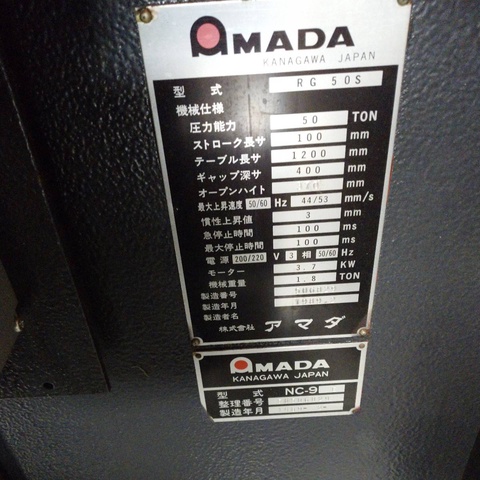 AMADA
KANAGAWA JAPAN
型式 RG 50S
機械仕様
圧力能力 50 TON
ストローク長サ 100 mm
テーブル長サ 1200 mm
ギャップ深サ 400 mm
オープンハイト mm
最大上昇速度 50/60 Hz 44/53 mm/s
慣性上昇値 3 mm
急停止時間 100 ms
最大停止時間 100 ms
電源 200/220 V 3 相 50/60 Hz
モーター 3.7 KW
機械重量 1.8 TON
製造番号
製造年月
製造者名
株式会社 アマダ
AMADA
KANAGAWA JAPAN
型式 NC-9
整理番号
製造年月